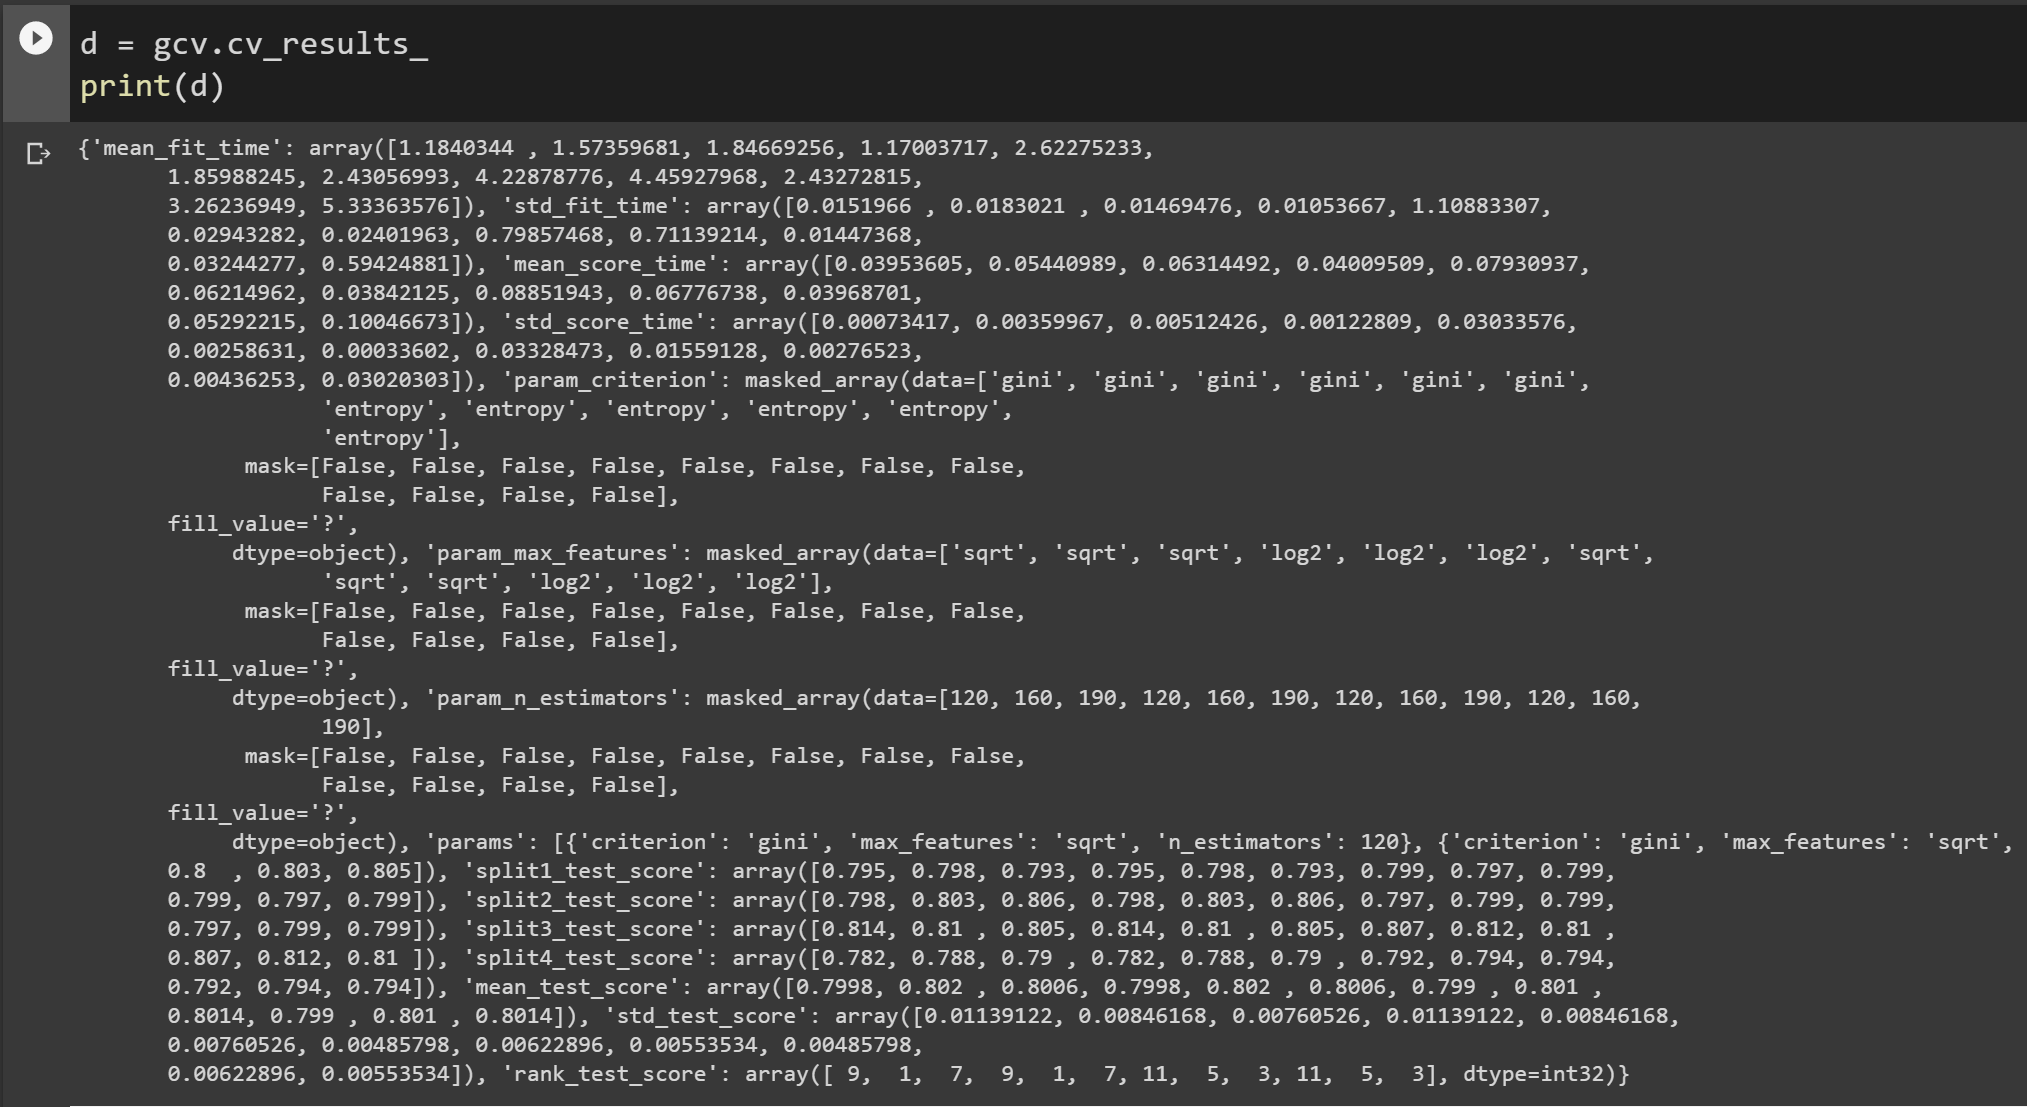 d = gcv.cv_results_
print(d)
{'mean_fit_time': array([1.1840344 , 1.57359681, 1.84669256, 1.17003717, 2.62275233,
1.85988245, 2.43056993, 4.22878776, 4.45927968, 2.43272815,
3.26236949, 5.33363576]), 'std_fit_time': array([0.0151966 , 0.0183021 , 0.01469476, 0.01053667, 1.10883307,
0.02943282, 0.02401963, 0.79857468, 0.71139214, 0.01447368,
0.03244277, 0.59424881]), 'mean_score_time': array([0.03953605, 0.05440989, 0.06314492, 0.04009509, 0.07930937,
0.06214962, 0.03842125, 0.08851943, 0.06776738, 0.03968701,
0.05292215, 0.10046673]), 'std_score_time': array([0.00073417, 0.00359967, 0.00512426, 0.00122809, 0.03033576,
0.00258631, 0.00033602, 0.03328473, 0.01559128, 0.00276523,
0.00436253, 0.03020303]), 'param_criterion': masked_array(data=['gini', 'gini', 'gini', 'gini', 'gini', 'gini',
'entropy', 'entropy', 'entropy', 'entropy', 'entropy',
'entropy'],
mask=[False, False, False, False, False, False, False, False,
False, False, False, False],
fill_value='?',
dtype=object), 'param_max_features': masked_array(data=['sqrt', 'sqrt', 'sqrt', 'log2', 'log2', 'log2', 'sqrt',
'sqrt', 'sqrt', 'log2', 'log2', 'log2'],
mask=[False, False, False, False, False, False, False, False,
False, False, False, False],
fill_value='?',
dtype=object), 'param_n_estimators': masked_array(data=[120, 160, 190, 120, 160, 190, 120, 160, 190, 120, 160,
190],
mask=[False, False, False, False, False, False, False, False,
False, False, False, False],
fill_value='?',
dtype=object), 'params': [{'criterion': 'gini', 'max_features': 'sqrt', 'n_estimators': 120}, {'criterion': 'gini', 'max_features': 'sqrt',
0.8  , 0.803, 0.805]), 'split1_test_score': array([0.795, 0.798, 0.793, 0.795, 0.798, 0.793, 0.799, 0.797, 0.799,
0.799, 0.797, 0.799]), 'split2_test_score': array([0.798, 0.803, 0.806, 0.798, 0.803, 0.806, 0.797, 0.799, 0.799,
0.797, 0.799, 0.799]), 'split3_test_score': array([0.814, 0.81 , 0.805, 0.814, 0.81 , 0.805, 0.807, 0.812, 0.81 ,
0.807, 0.812, 0.81 ]), 'split4_test_score': array([0.782, 0.788, 0.79 , 0.782, 0.788, 0.79 , 0.792, 0.794, 0.794,
0.792, 0.794, 0.794]), 'mean_test_score': array([0.7998, 0.802 , 0.8006, 0.7998, 0.802 , 0.8006, 0.799 , 0.801 ,
0.8014, 0.799 , 0.801 , 0.8014]), 'std_test_score': array([0.01139122, 0.00846168, 0.00760526, 0.01139122, 0.00846168,
0.00760526, 0.00485798, 0.00622896, 0.00553534, 0.00485798,
0.00622896, 0.00553534]), 'rank_test_score': array([ 9,  1,  7,  9,  1,  7, 11,  5,  3, 11,  5,  3], dtype=int32)}